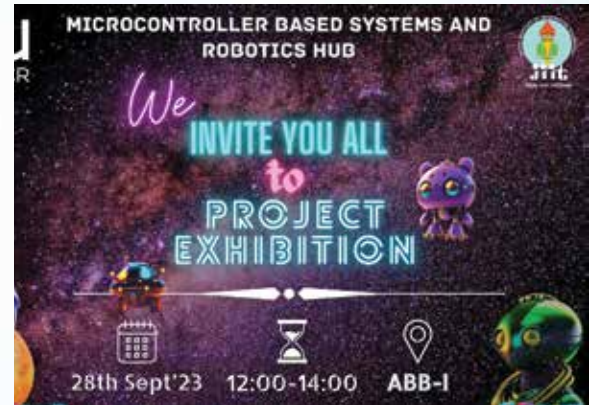 MICROCONTROLLER BASED SYSTEMS AND
ROBOTICS HUB
JIIT
We
INVITE YOU ALL
to
PROJECT
EXHIBITION
28th Sept'23 12:00-14:00 ABB-I